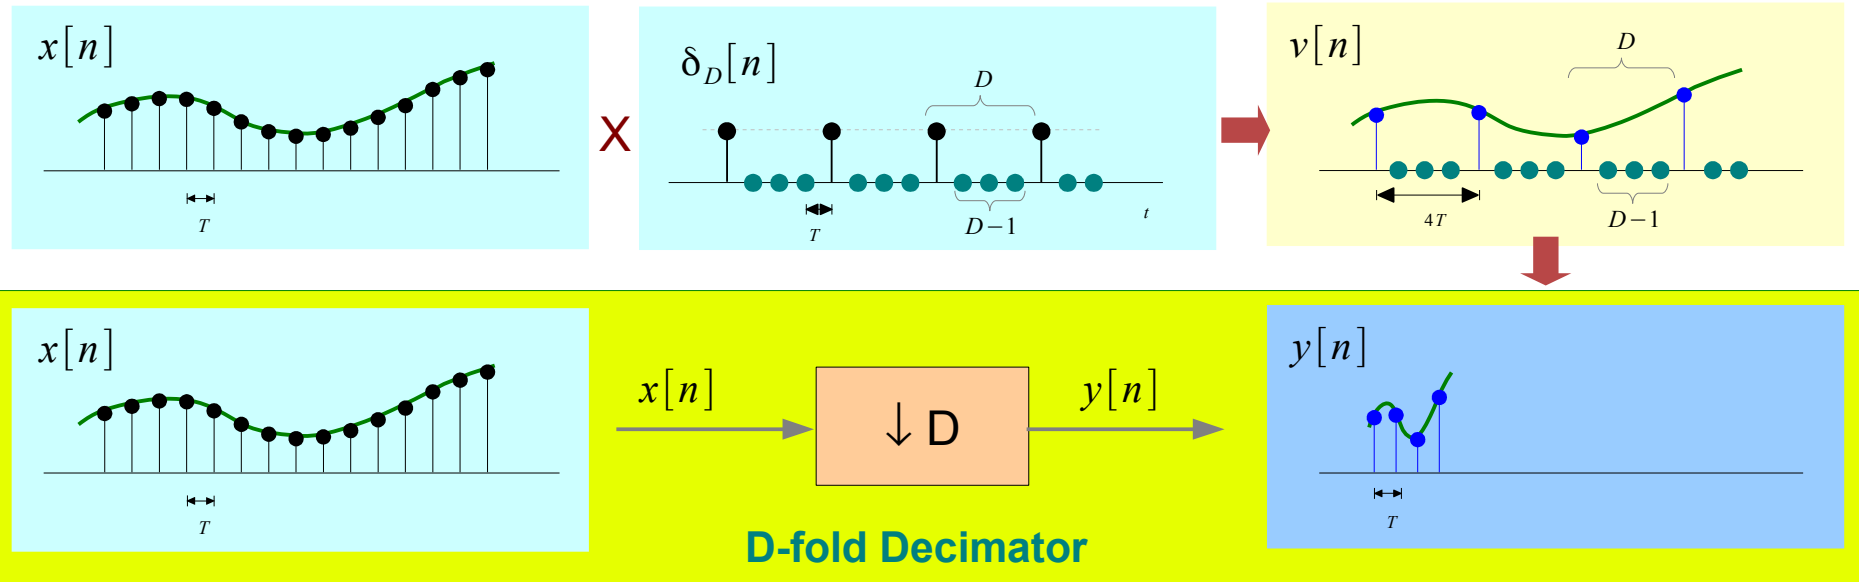 x[n]
T
X
δ_D[n]
D
T
D−1
t
v[n]
D
4T
D−1
x[n]
T
x[n]
↓ D
y[n]
D-fold Decimator
y[n]
T